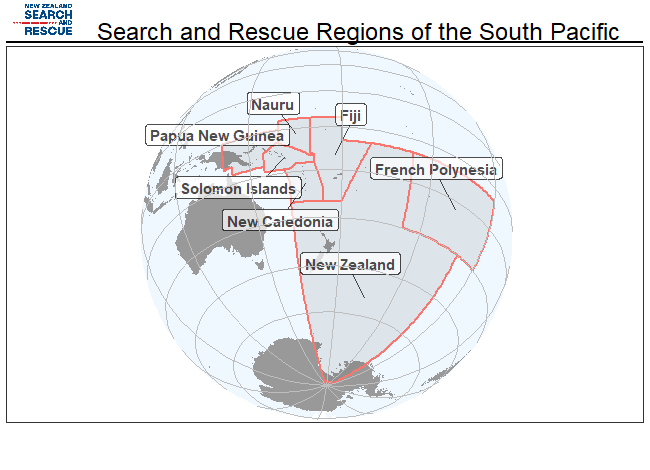 NEW ZEALAND
SEARCH
AND
RESCUE
Search and Rescue Regions of the South Pacific
Nauru
Fiji
Papua New Guinea
French Polynesia
Solomon Islands
New Caledonia
New Zealand